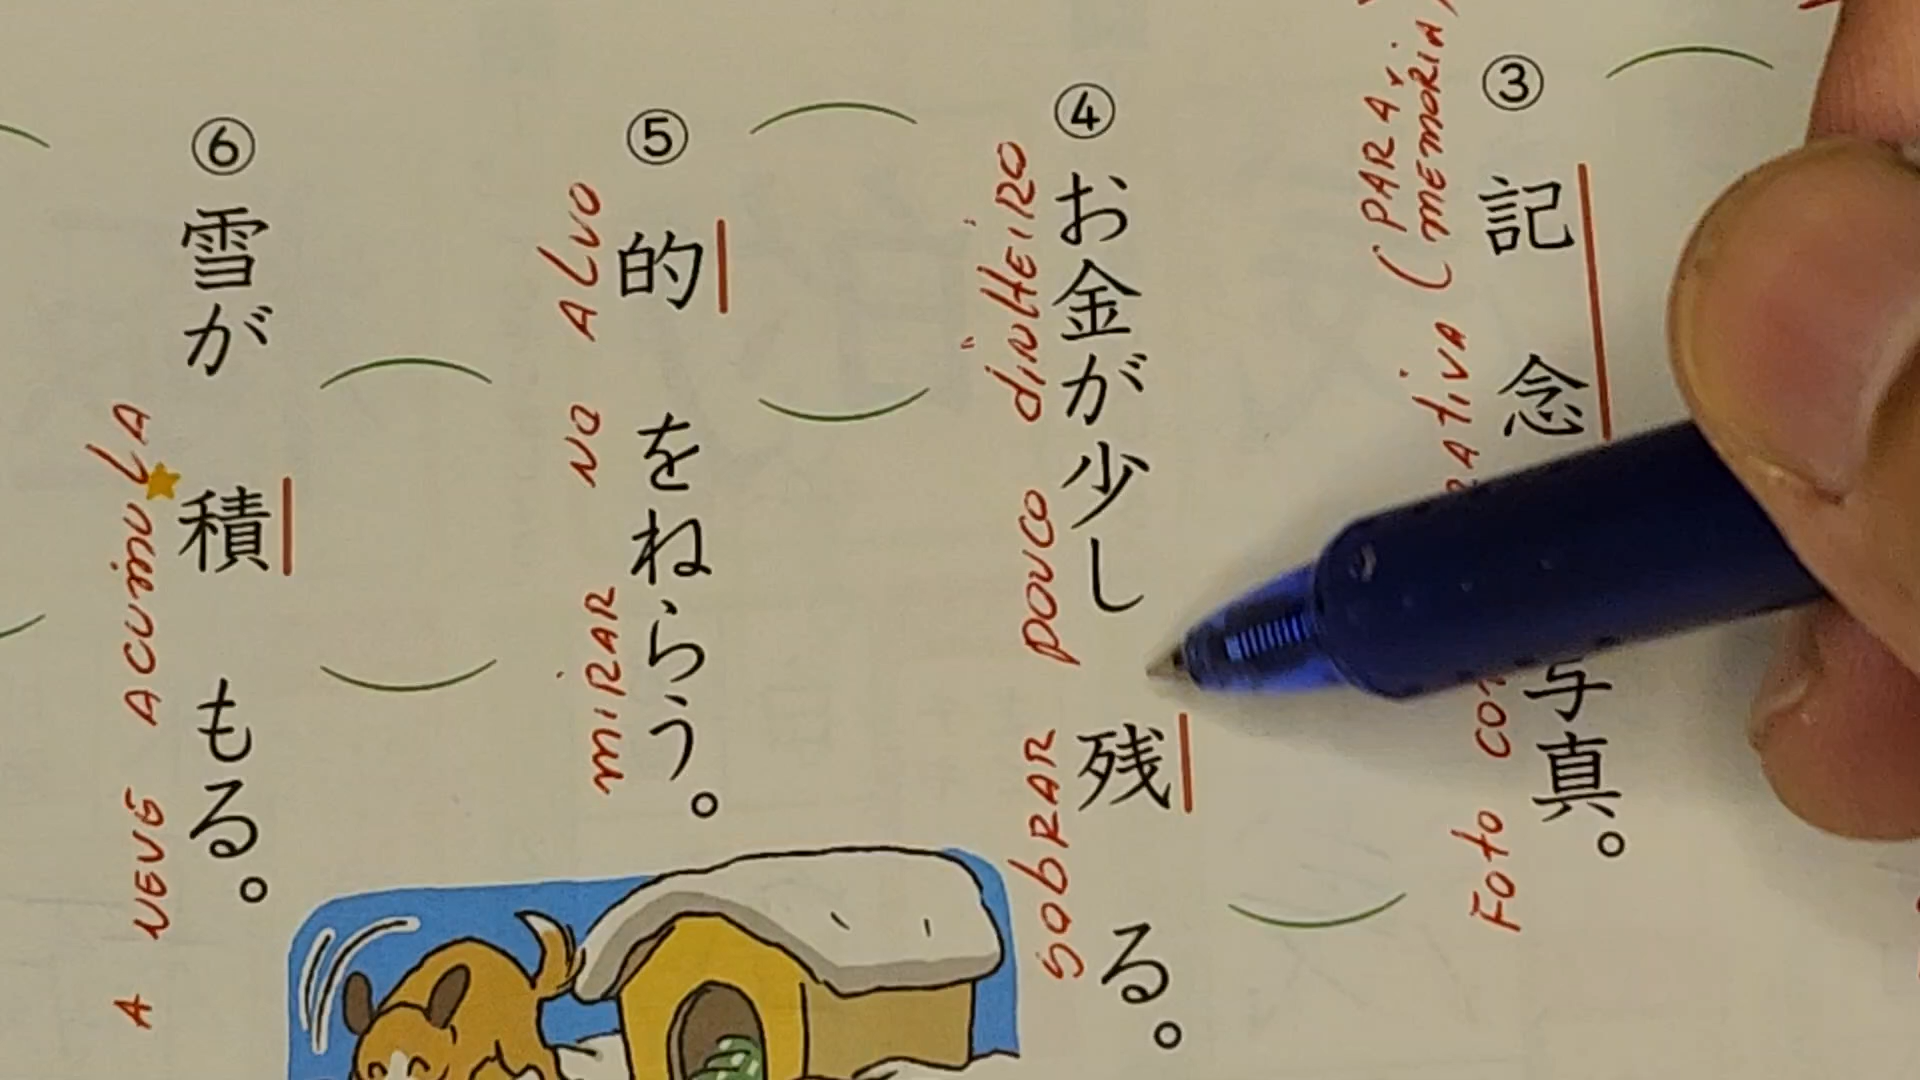 ③ 記念写真。
Foto
(PARA
MEMÓRIA)
④ お金が少し残る。
SOBRAR POUCO DINHEIRO
⑤ 的をねらう。
MIRAR NO ALVO
⑥ 雪が積もる。
A NEVE ACUMULA